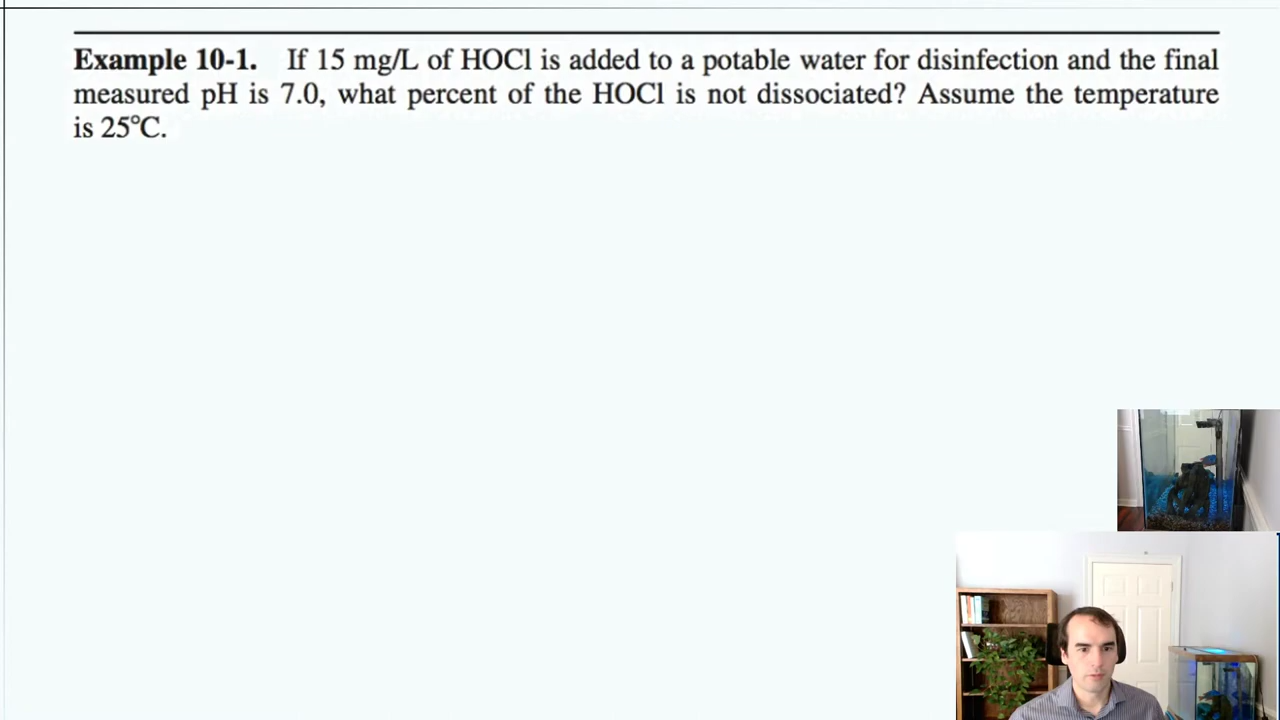 Example 10-1. If 15 mg/L of HOCl is added to a potable water for disinfection and the final
measured pH is 7.0, what percent of the HOCl is not dissociated? Assume the temperature
is 25°C.